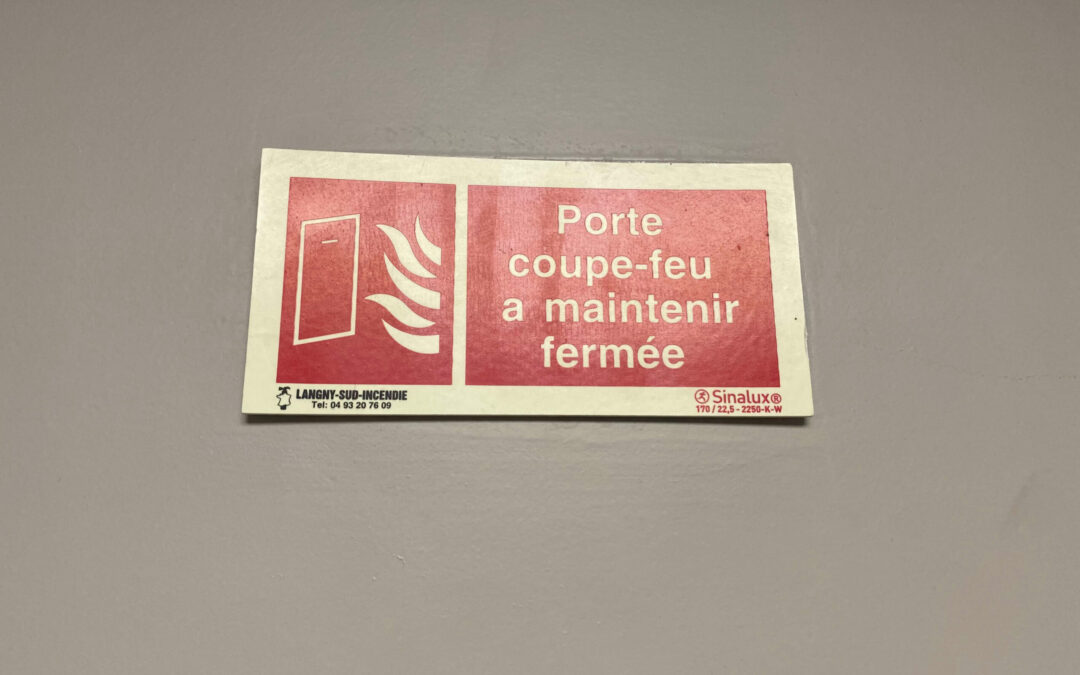 Porte
coupe-feu
a maintenir
fermée
LANGNY-SUD-INCENDIE
Tel: 04 93 20 76 09
Sinalux®
170 / 22,5 - 2250-K-W